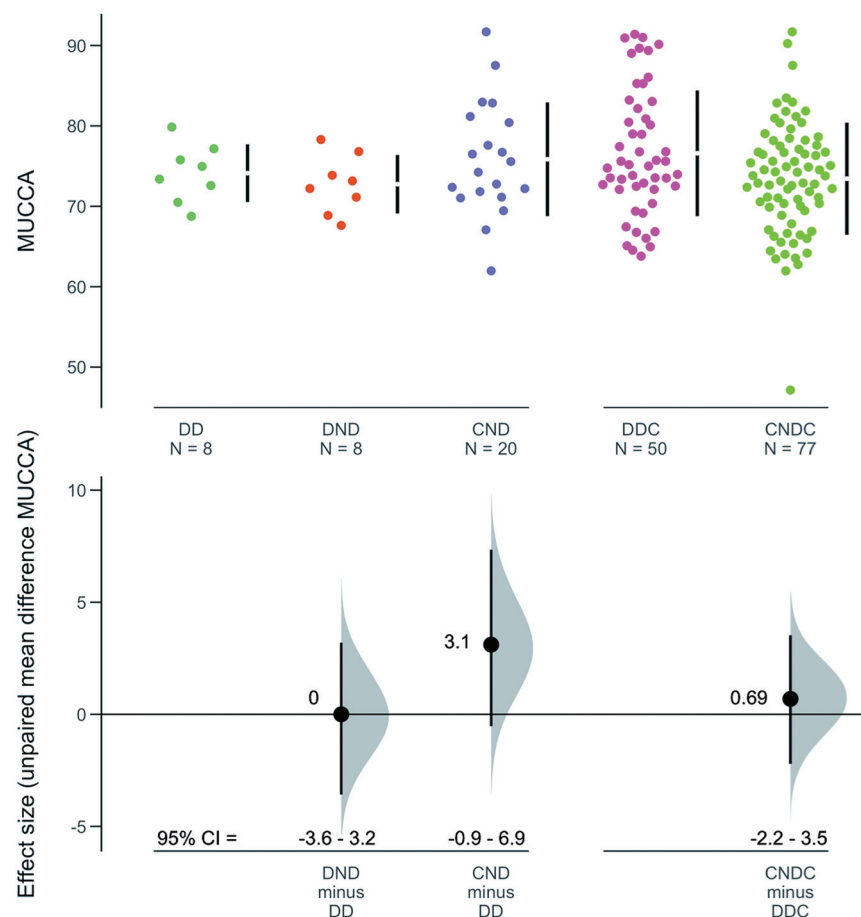 MUCCA
90
80
70
60
50
DD
N = 8
DND
N = 8
CND
N = 20
DDC
N = 50
CNDC
N = 77
Effect size (unpaired mean difference MUCCA)
10
5
0
-5
0
3.1
0.69
95% CI =
-3.6 - 3.2
-0.9 - 6.9
-2.2 - 3.5
DND
minus
DD
CND
minus
DD
CNDC
minus
DDC